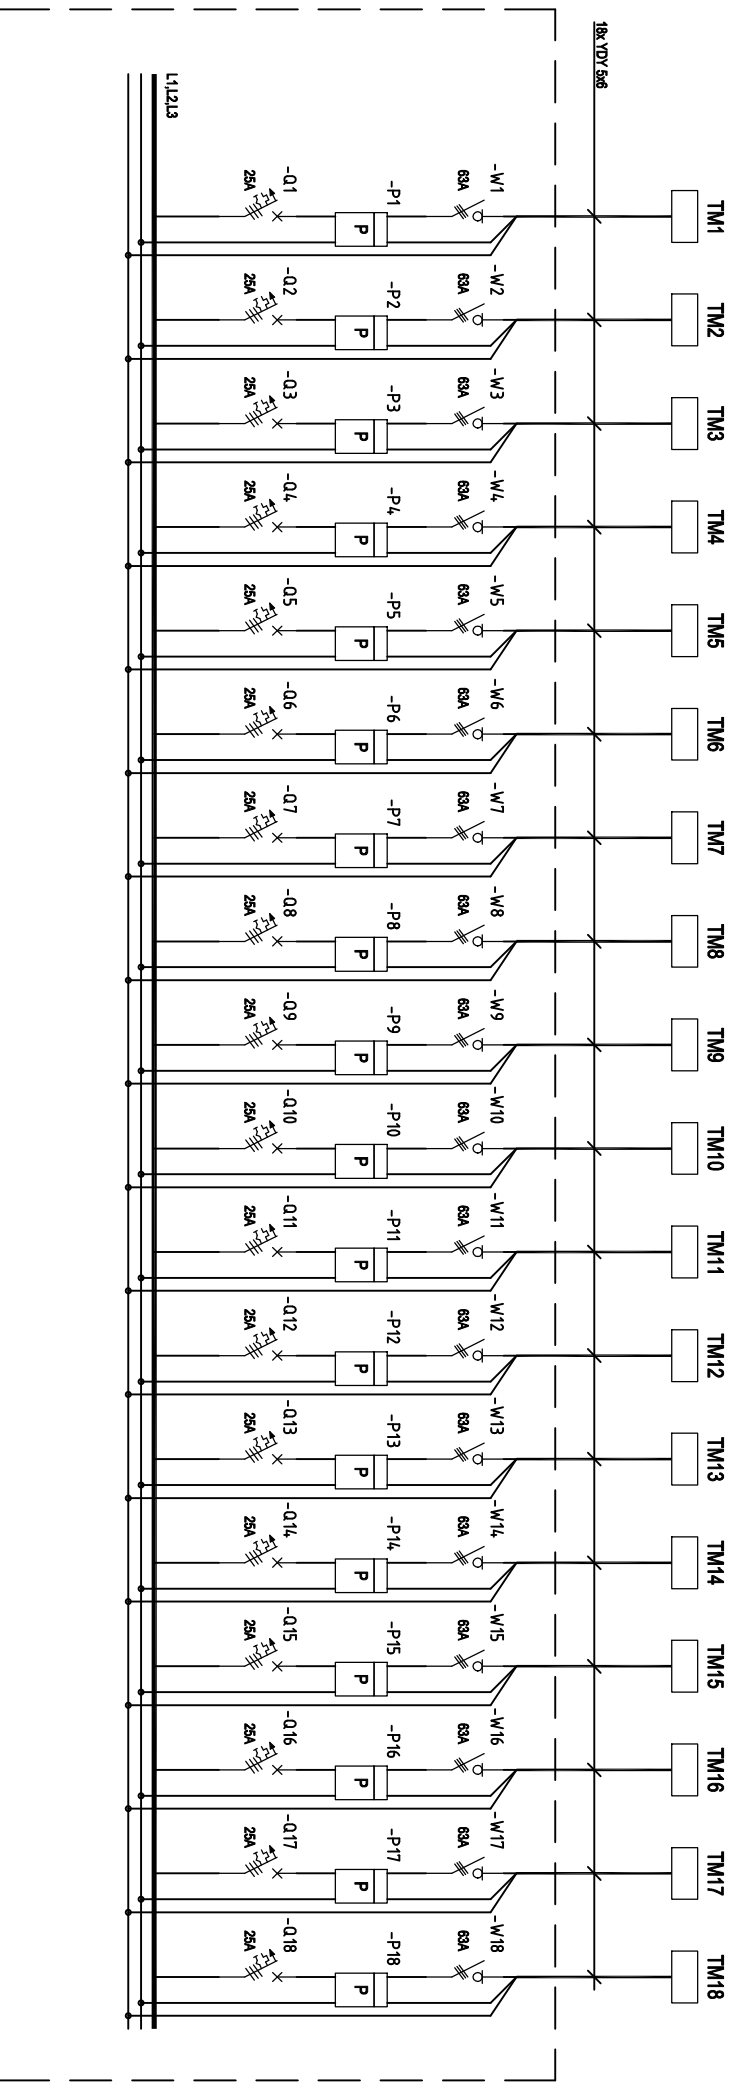 18x YDY 5x6
L1,L2,L3
TM1
-W1
63A
-P1
P
-Q1
25A
TM2
-W2
63A
-P2
P
-Q2
25A
TM3
-W3
63A
-P3
P
-Q3
25A
TM4
-W4
63A
-P4
P
-Q4
25A
TM5
-W5
63A
-P5
P
-Q5
25A
TM6
-W6
63A
-P6
P
-Q6
25A
TM7
-W7
63A
-P7
P
-Q7
25A
TM8
-W8
63A
-P8
P
-Q8
25A
TM9
-W9
63A
-P9
P
-Q9
25A
TM10
-W10
63A
-P10
P
-Q10
25A
TM11
-W11
63A
-P11
P
-Q11
25A
TM12
-W12
63A
-P12
P
-Q12
25A
TM13
-W13
63A
-P13
P
-Q13
25A
TM14
-W14
63A
-P14
P
-Q14
25A
TM15
-W15
63A
-P15
P
-Q15
25A
TM16
-W16
63A
-P16
P
-Q16
25A
TM17
-W17
63A
-P17
P
-Q17
25A
TM18
-W18
63A
-P18
P
-Q18
25A